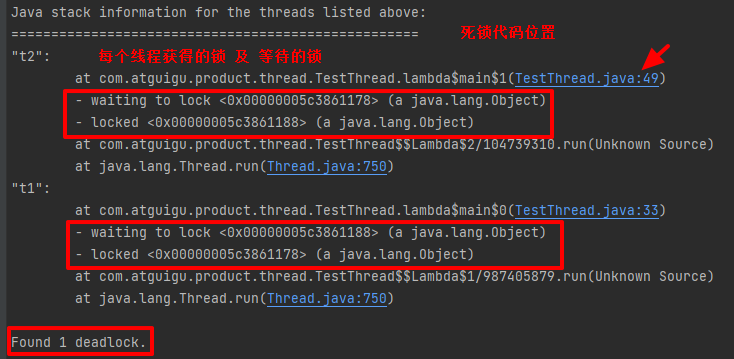 Java stack information for the threads listed above:
===================================================
死锁代码位置
"t2":
每个线程获得的锁 及 等待的锁
at com.atguigu.product.thread.TestThread.lambda$main$1(TestThread.java:49)
- waiting to lock <0x00000005c3861178> (a java.lang.Object)
- locked <0x00000005c3861188> (a java.lang.Object)
at com.atguigu.product.thread.TestThread$$Lambda$2/104739310.run(Unknown Source)
at java.lang.Thread.run(Thread.java:750)
"t1":
at com.atguigu.product.thread.TestThread.lambda$main$0(TestThread.java:33)
- waiting to lock <0x00000005c3861188> (a java.lang.Object)
- locked <0x00000005c3861178> (a java.lang.Object)
at com.atguigu.product.thread.TestThread$$Lambda$1/987405879.run(Unknown Source)
at java.lang.Thread.run(Thread.java:750)
Found 1 deadlock.